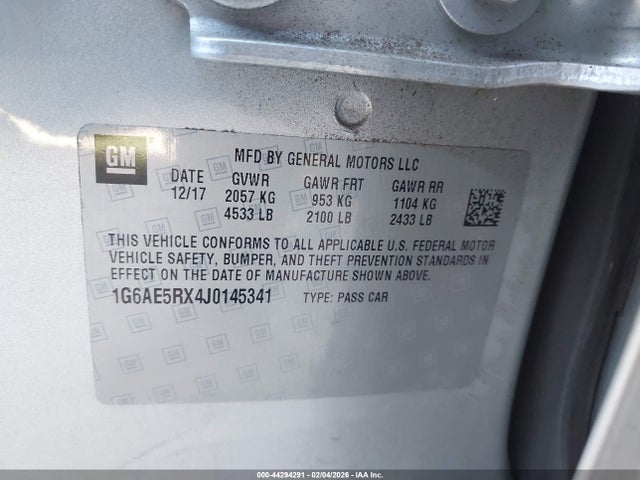 GM
MFD BY GENERAL MOTORS LLC
DATE GVWR GAWR FRT GAWR RR
12/17 2057 KG 953 KG 1104 KG
4533 LB 2100 LB 2433 LB
THIS VEHICLE CONFORMS TO ALL APPLICABLE U.S. FEDERAL MOTOR
VEHICLE SAFETY, BUMPER, AND THEFT PREVENTION STANDARDS IN
EFFECT ON THE DATE OF MANUFACTURE SHOWN ABOVE.
1G6AE5RX4J0145341 TYPE: PASS CAR
000-44294291 - 02/04/2026 - IAA Inc.